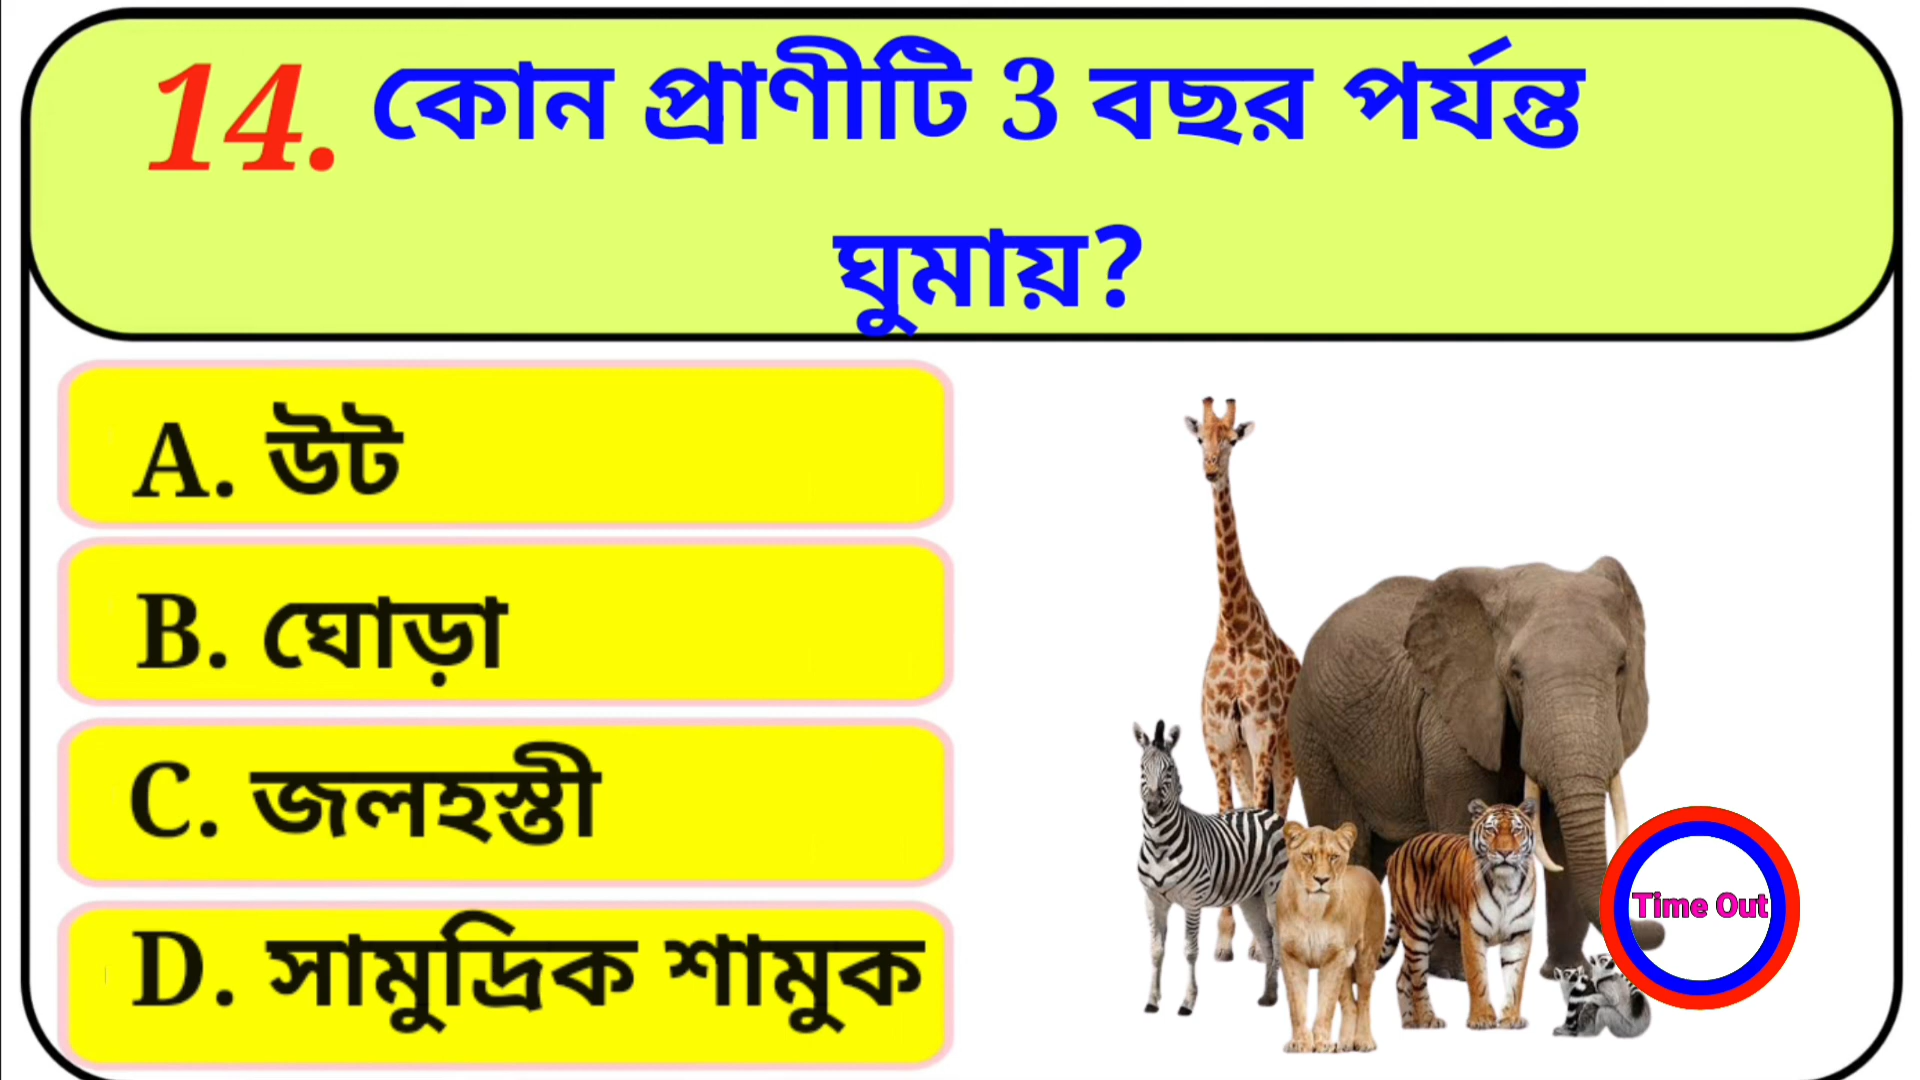 14. কোন প্রাণীটি 3 বছর পর্যন্ত
ঘুমায়?
A. উট
B. ঘোড়া
C. জলহস্তী
D. সামুদ্রিক শামুক
Time Out